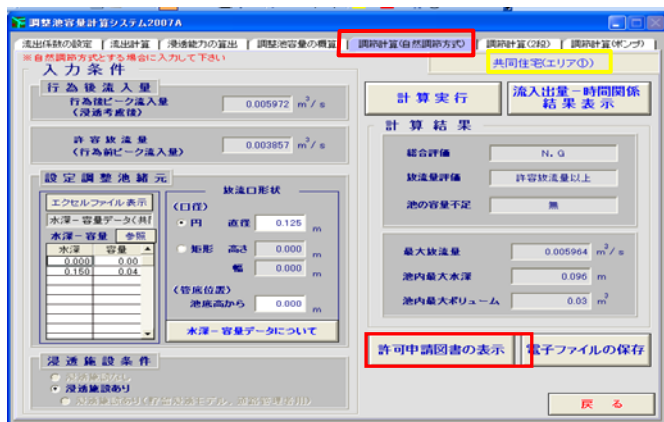 調整池容量計算システム2007A
流出係数の設定 流出計算 浸透能力の算出 調整池容量の概算 調節計算(自然調節方式) 調節計算(2段) 調節計算(ポンプ)
※自然調節方式とする場合に入力して下さい
共同住宅(エリア①)
入力条件
行為後流入量
行為後ピーク流入量 0.005972 m³/s
(浸透考慮後)
許容放流量 0.003857 m³/s
(行為前ピーク流入量)
設定調整池諸元
エクセルファイル表示
水深-容量データ(共同
水深-容量 参照
水深 容量
0.000 0.00
0.150 0.04
放流口形状
(口径)
円 直径 0.125 m
矩形 高さ 0.000 m
幅 0.000 m
(管底位置)
池底高から 0.000 m
水深-容量データについて
浸透施設条件
浸透施設あり
計算実行
流入出量-時間関係
結果表示
計算結果
総合評価 N.G
放流量評価 許容放流量以上
池の容量不足 無
最大放流量 0.005964 m³/s
池内最大水深 0.096 m
池内最大ボリューム 0.03 m³
許可申請図書の表示
電子ファイルの保存
戻る